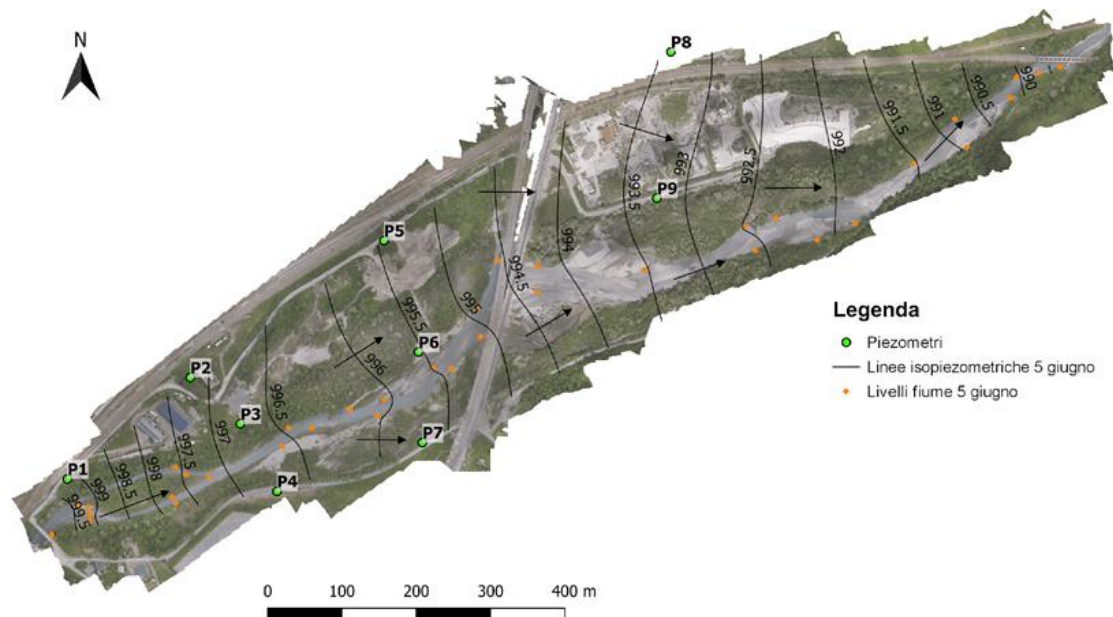 N
P8
P9
P5
P6
P2
P3
P7
P1
P4
999.5
999
998.5
998
997.5
997
996.5
996
995.5
995
994.5
994
993.5
993
992.5
992
991.5
991
990.5
990
Legenda
Piezometri
Linee isopiezometriche 5 giugno
Livelli fiume 5 giugno
0 100 200 300 400 m